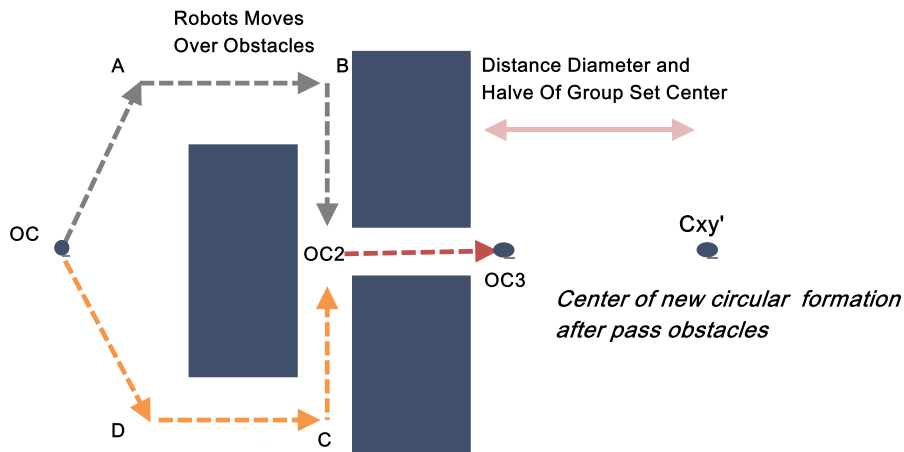 Robots Moves
Over Obstacles
A
B
Distance Diameter and
Halve Of Group Set Center
OC
OC2
OC3
Cxy'
Center of new circular formation
after pass obstacles
D
C